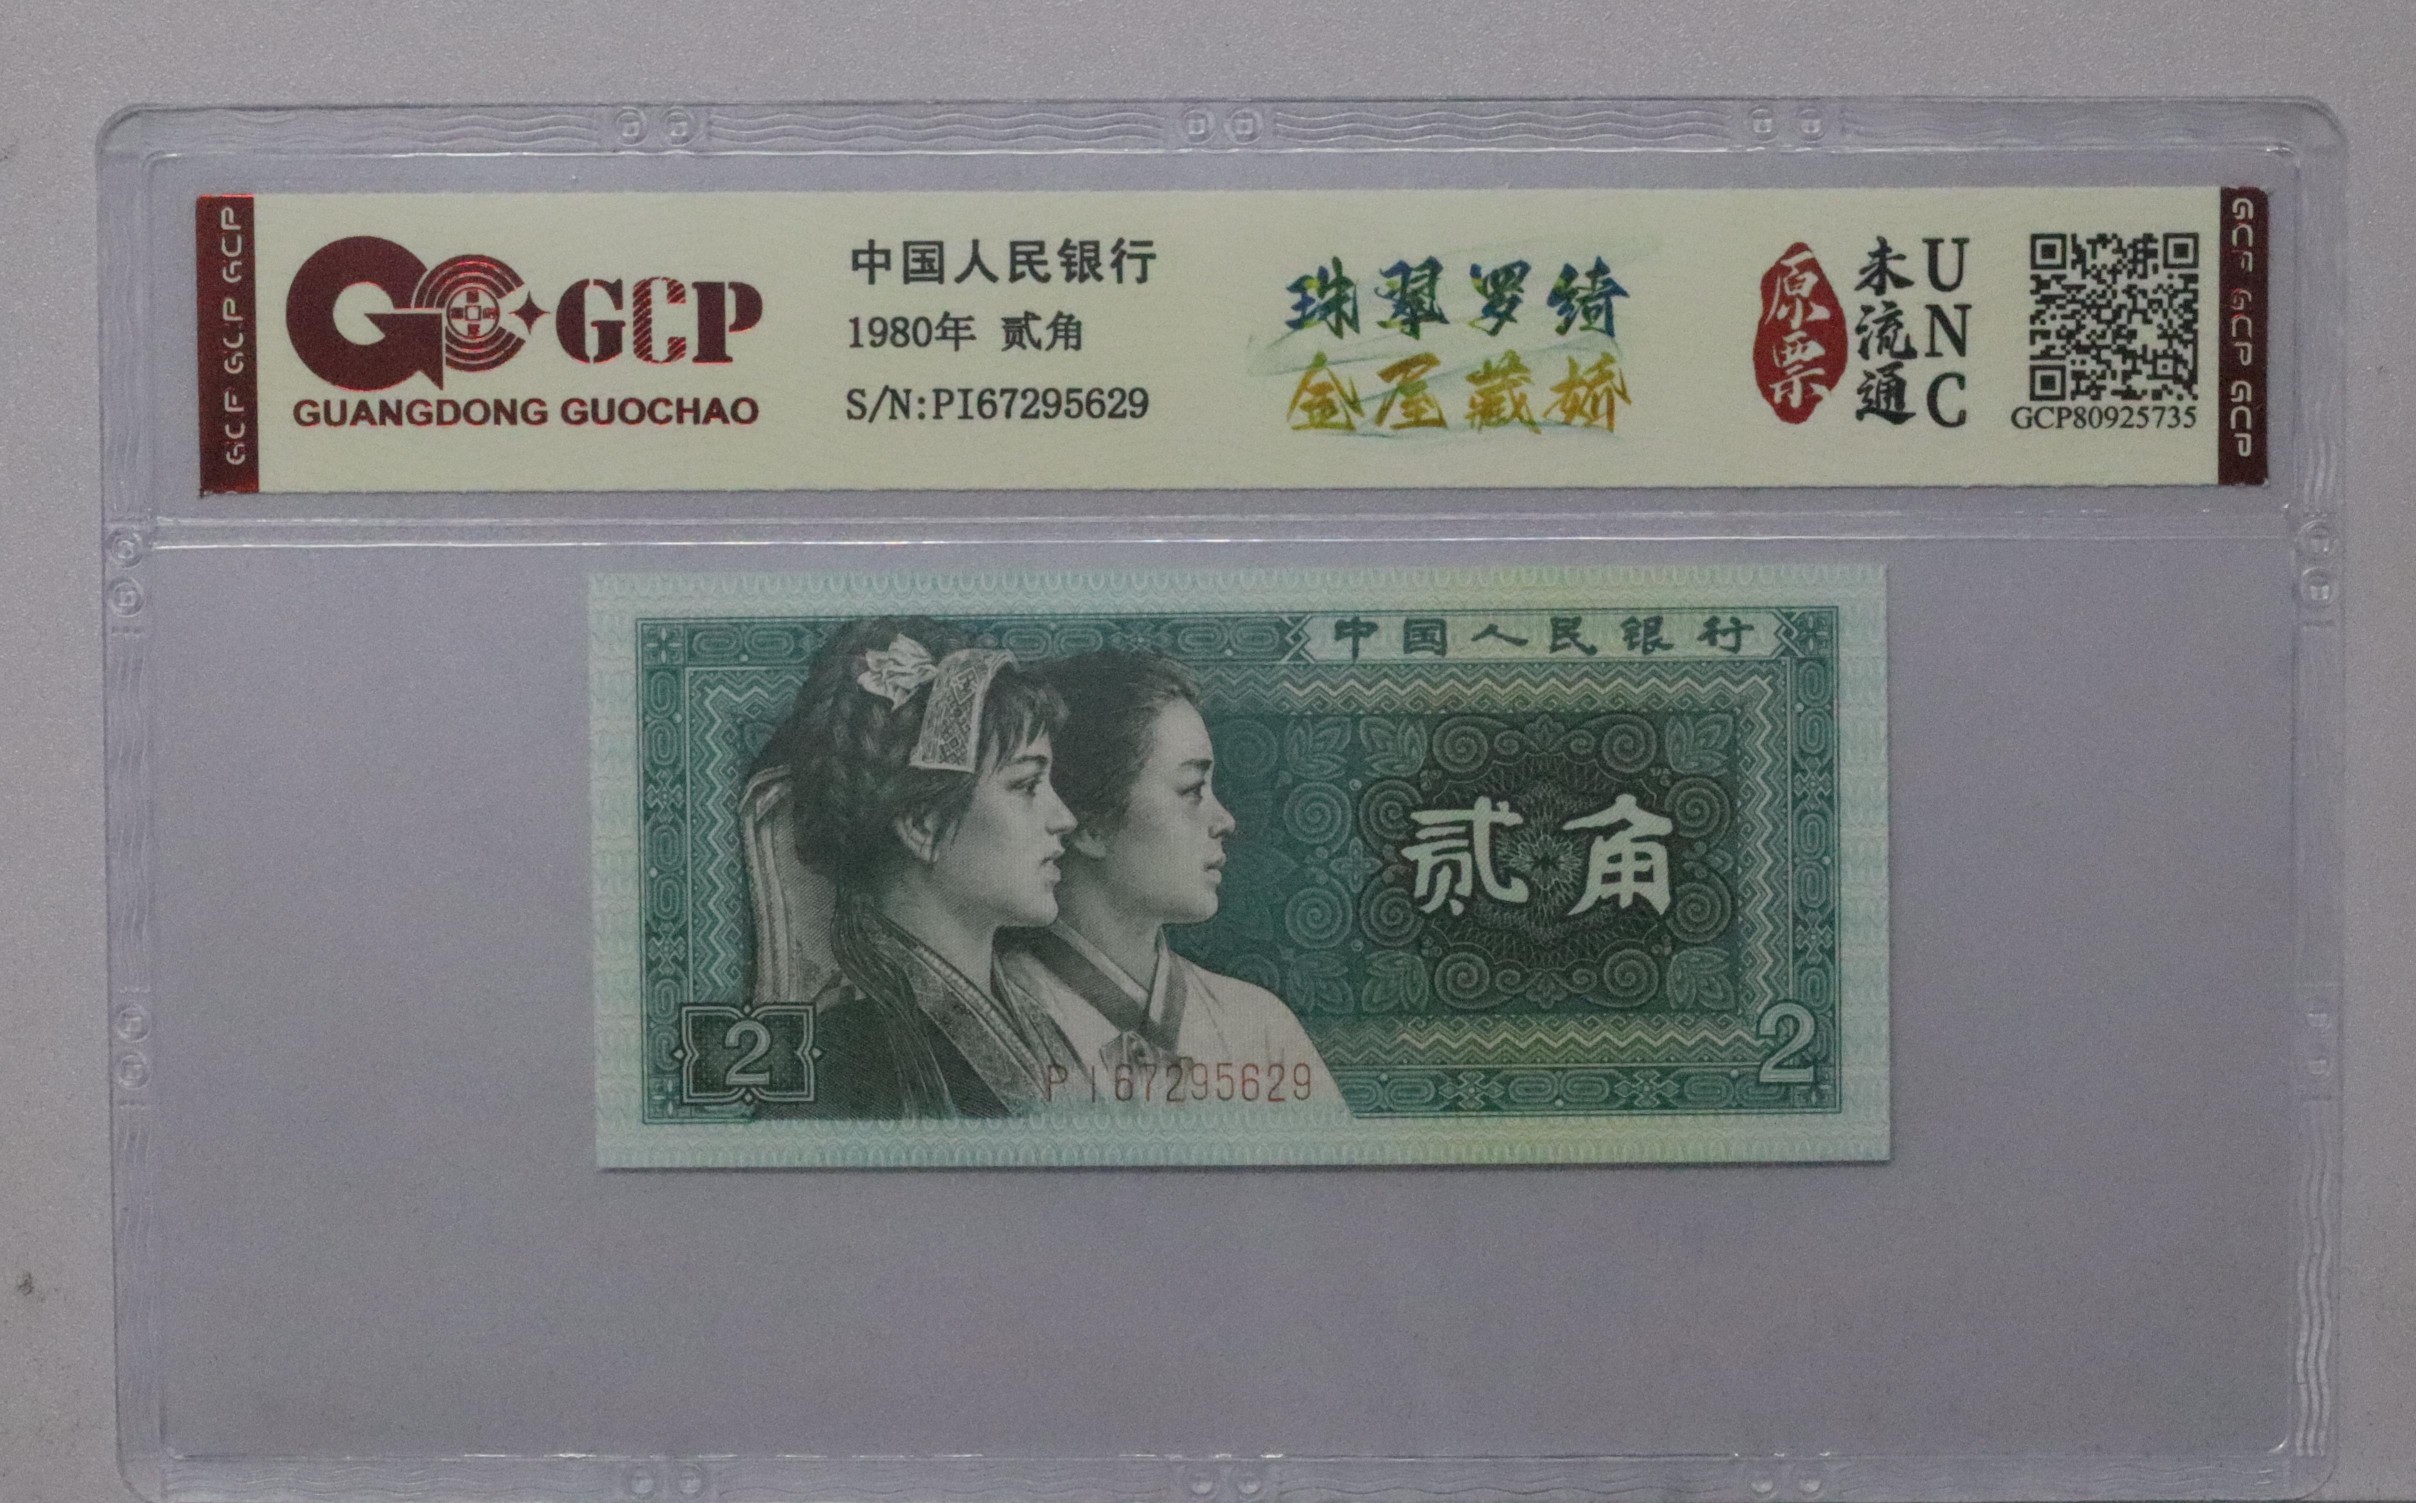 GCP GCP GCP
GCP
GUANGDONG GUOCHAO
中国人民银行
1980年 贰角
S/N:PI67295629
珠翠罗绮
金屋藏娇
原票
未流通
UNC
GCP80925735
GCP GCP GCP
中国人民银行
贰角
2
PI67295629
2